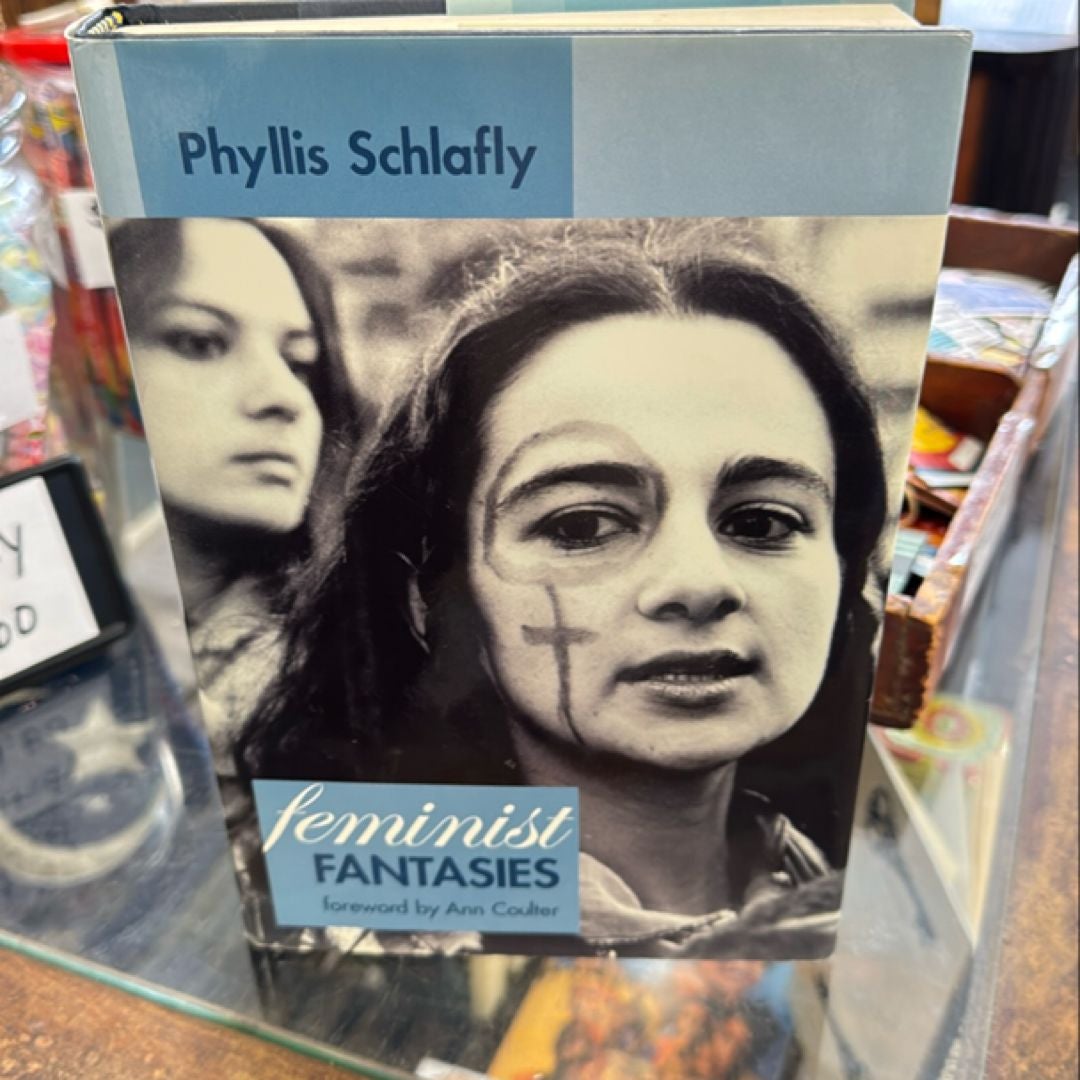 Phyllis Schlafly
feminist
FANTASIES
foreword by Ann Coulter